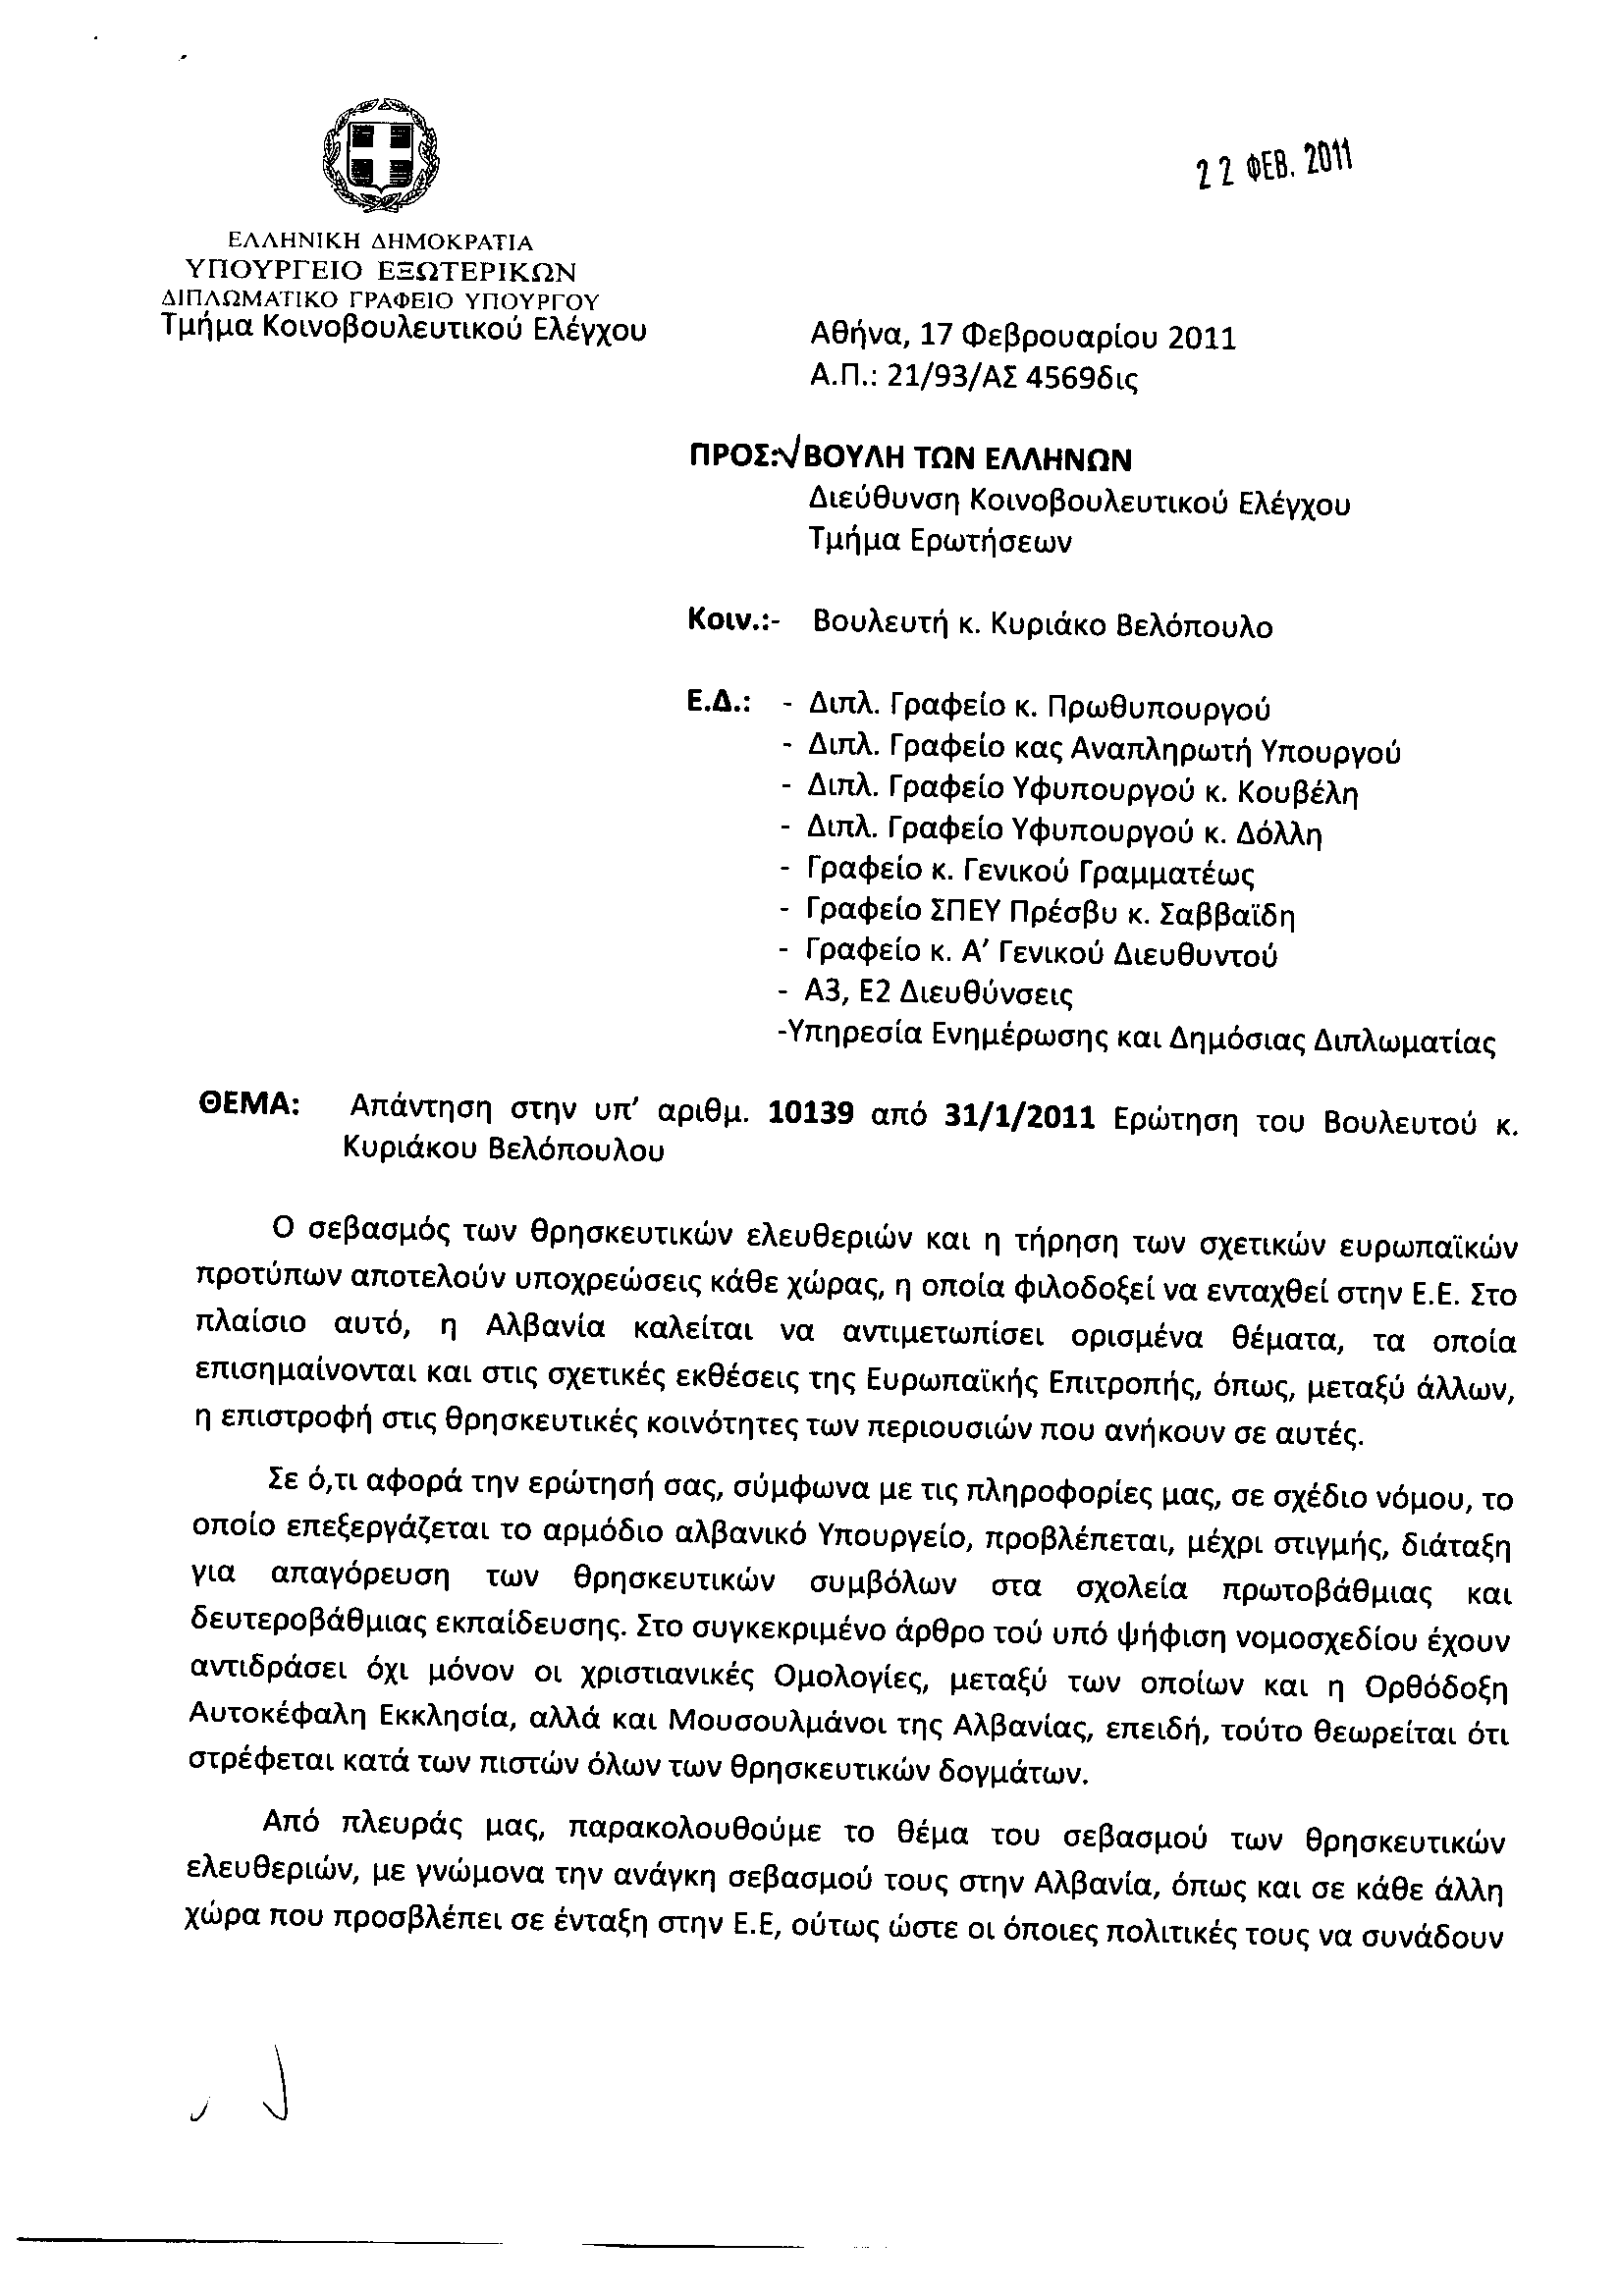 22 ΦΕΒ. 2011
ΕΛΛΗΝΙΚΗ ΔΗΜΟΚΡΑΤΙΑ
ΥΠΟΥΡΓΕΙΟ ΕΞΩΤΕΡΙΚΩΝ
ΔΙΠΛΩΜΑΤΙΚΟ ΓΡΑΦΕΙΟ ΥΠΟΥΡΓΟΥ
Τμήμα Κοινοβουλευτικού Ελέγχου
Αθήνα, 17 Φεβρουαρίου 2011
Α.Π.: 21/93/ΑΣ 4569δις
ΠΡΟΣ:√ΒΟΥΛΗ ΤΩΝ ΕΛΛΗΝΩΝ
Διεύθυνση Κοινοβουλευτικού Ελέγχου
Τμήμα Ερωτήσεων
Κοιν.:- Βουλευτή κ. Κυριάκο Βελόπουλο
Ε.Δ.: - Διπλ. Γραφείο κ. Πρωθυπουργού
- Διπλ. Γραφείο κας Αναπληρωτή Υπουργού
- Διπλ. Γραφείο Υφυπουργού κ. Κουβέλη
- Διπλ. Γραφείο Υφυπουργού κ. Δόλλη
- Γραφείο κ. Γενικού Γραμματέως
- Γραφείο ΣΠΕΥ Πρέσβυ κ. Σαββαϊδη
- Γραφείο κ. Α' Γενικού Διευθυντού
- Α3, Ε2 Διευθύνσεις
-Υπηρεσία Ενημέρωσης και Δημόσιας Διπλωματίας
ΘΕΜΑ: Απάντηση στην υπ' αριθμ. 10139 από 31/1/2011 Ερώτηση του Βουλευτού κ.
Κυριάκου Βελόπουλου
Ο σεβασμός των θρησκευτικών ελευθεριών και η τήρηση των σχετικών ευρωπαϊκών
προτύπων αποτελούν υποχρεώσεις κάθε χώρας, η οποία φιλοδοξεί να ενταχθεί στην Ε.Ε. Στο
πλαίσιο αυτό, η Αλβανία καλείται να αντιμετωπίσει ορισμένα θέματα, τα οποία
επισημαίνονται και στις σχετικές εκθέσεις της Ευρωπαϊκής Επιτροπής, όπως, μεταξύ άλλων,
η επιστροφή στις θρησκευτικές κοινότητες των περιουσιών που ανήκουν σε αυτές.
Σε ό,τι αφορά την ερώτησή σας, σύμφωνα με τις πληροφορίες μας, σε σχέδιο νόμου, το
οποίο επεξεργάζεται το αρμόδιο αλβανικό Υπουργείο, προβλέπεται, μέχρι στιγμής, διάταξη
για απαγόρευση των θρησκευτικών συμβόλων στα σχολεία πρωτοβάθμιας και
δευτεροβάθμιας εκπαίδευσης. Στο συγκεκριμένο άρθρο τού υπό ψήφιση νομοσχεδίου έχουν
αντιδράσει όχι μόνον οι χριστιανικές Ομολογίες, μεταξύ των οποίων και η Ορθόδοξη
Αυτοκέφαλη Εκκλησία, αλλά και Μουσουλμάνοι της Αλβανίας, επειδή, τούτο θεωρείται ότι
στρέφεται κατά των πιστών όλων των θρησκευτικών δογμάτων.
Από πλευράς μας, παρακολουθούμε το θέμα του σεβασμού των θρησκευτικών
ελευθεριών, με γνώμονα την ανάγκη σεβασμού τους στην Αλβανία, όπως και σε κάθε άλλη
χώρα που προσβλέπει σε ένταξη στην Ε.Ε, ούτως ώστε οι όποιες πολιτικές τους να συνάδουν